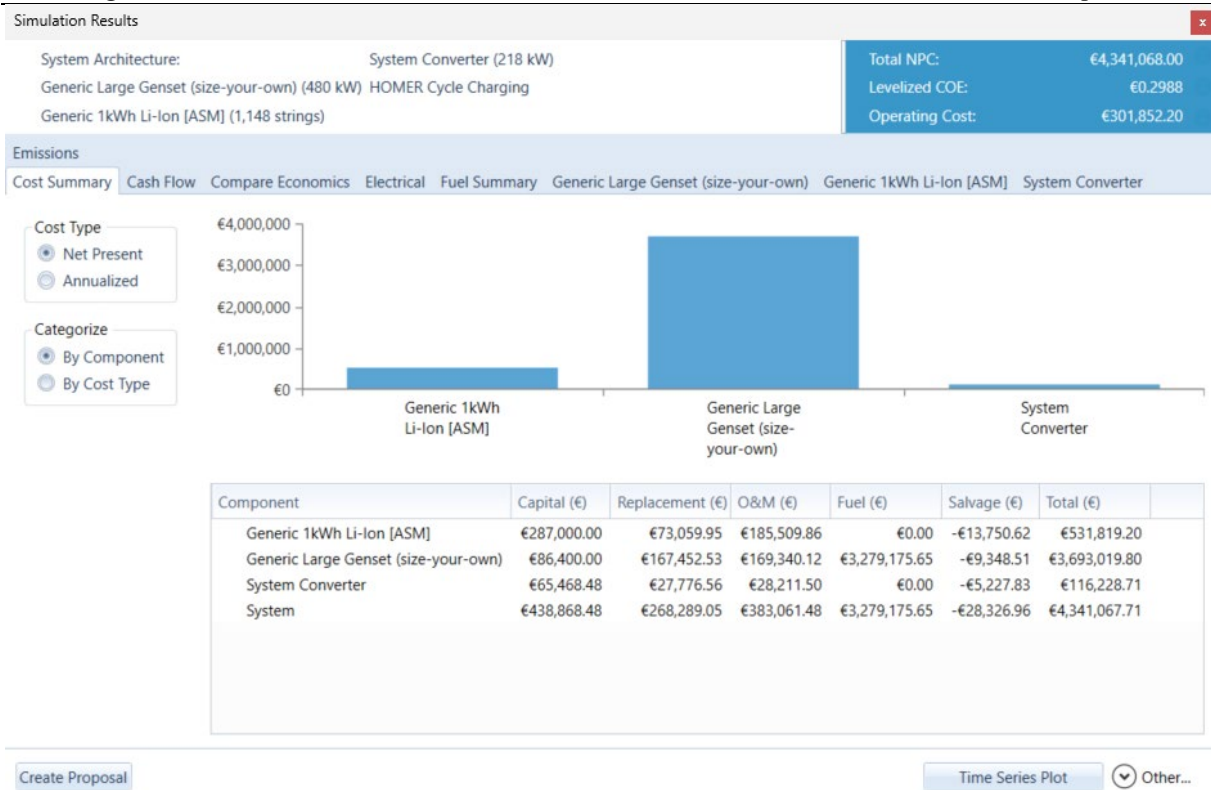 Simulation Results
x
System Architecture: System Converter (218 kW)
Generic Large Genset (size-your-own) (480 kW) HOMER Cycle Charging
Generic 1kWh Li-Ion [ASM] (1,148 strings)
Total NPC: €4,341,068.00
Levelized COE: €0.2988
Operating Cost: €301,852.20
Emissions
Cost Summary Cash Flow Compare Economics Electrical Fuel Summary Generic Large Genset (size-your-own) Generic 1kWh Li-Ion [ASM] System Converter
Cost Type
Net Present
Annualized
Categorize
By Component
By Cost Type
€4,000,000
€3,000,000
€2,000,000
€1,000,000
€0
Generic 1kWh
Li-Ion [ASM]
Generic Large
Genset (size-
your-own)
System
Converter
Component Capital (€) Replacement (€) O&M (€) Fuel (€) Salvage (€) Total (€)
Generic 1kWh Li-Ion [ASM] €287,000.00 €73,059.95 €185,509.86 €0.00 -€13,750.62 €531,819.20
Generic Large Genset (size-your-own) €86,400.00 €167,452.53 €169,340.12 €3,279,175.65 -€9,348.51 €3,693,019.80
System Converter €65,468.48 €27,776.56 €28,211.50 €0.00 -€5,227.83 €116,228.71
System €438,868.48 €268,289.05 €383,061.48 €3,279,175.65 -€28,326.96 €4,341,067.71
Create Proposal
Time Series Plot
Other...